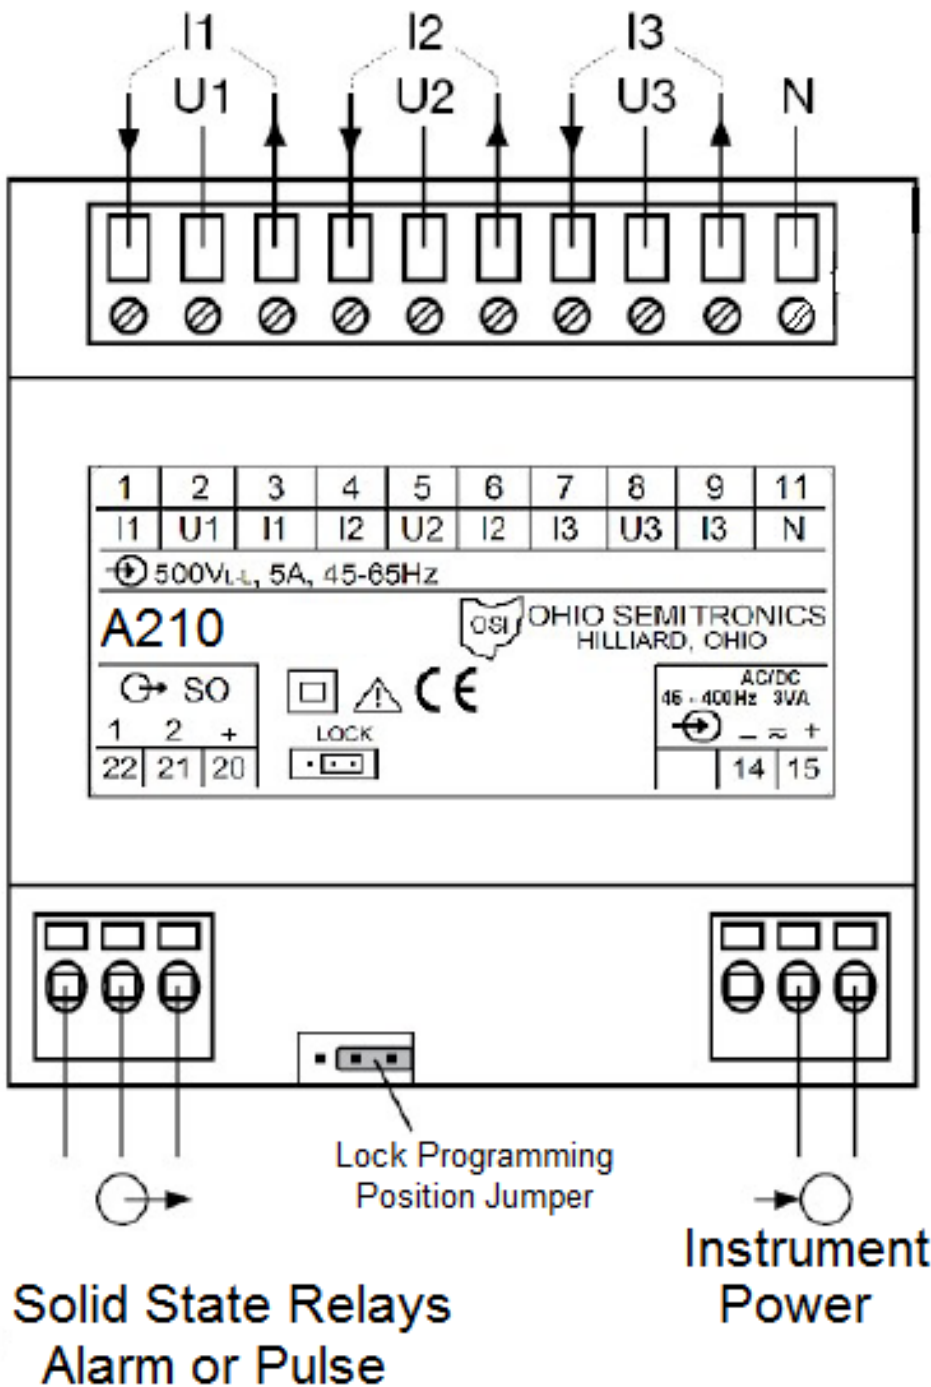 I1 I2 I3
U1 U2 U3 N
1 2 3 4 5 6 7 8 9 11
I1 U1 I1 I2 U2 I2 I3 U3 I3 N
500VL-L, 5A, 45-65Hz
A210
OSI
OHIO SEMITRONICS
HILLIARD, OHIO
SO
1 2 +
22 21 20
CE
LOCK
AC/DC
45 - 400Hz 3VA
– ≂ +
14 15
Lock Programming
Position Jumper
Instrument
Power
Solid State Relays
Alarm or Pulse